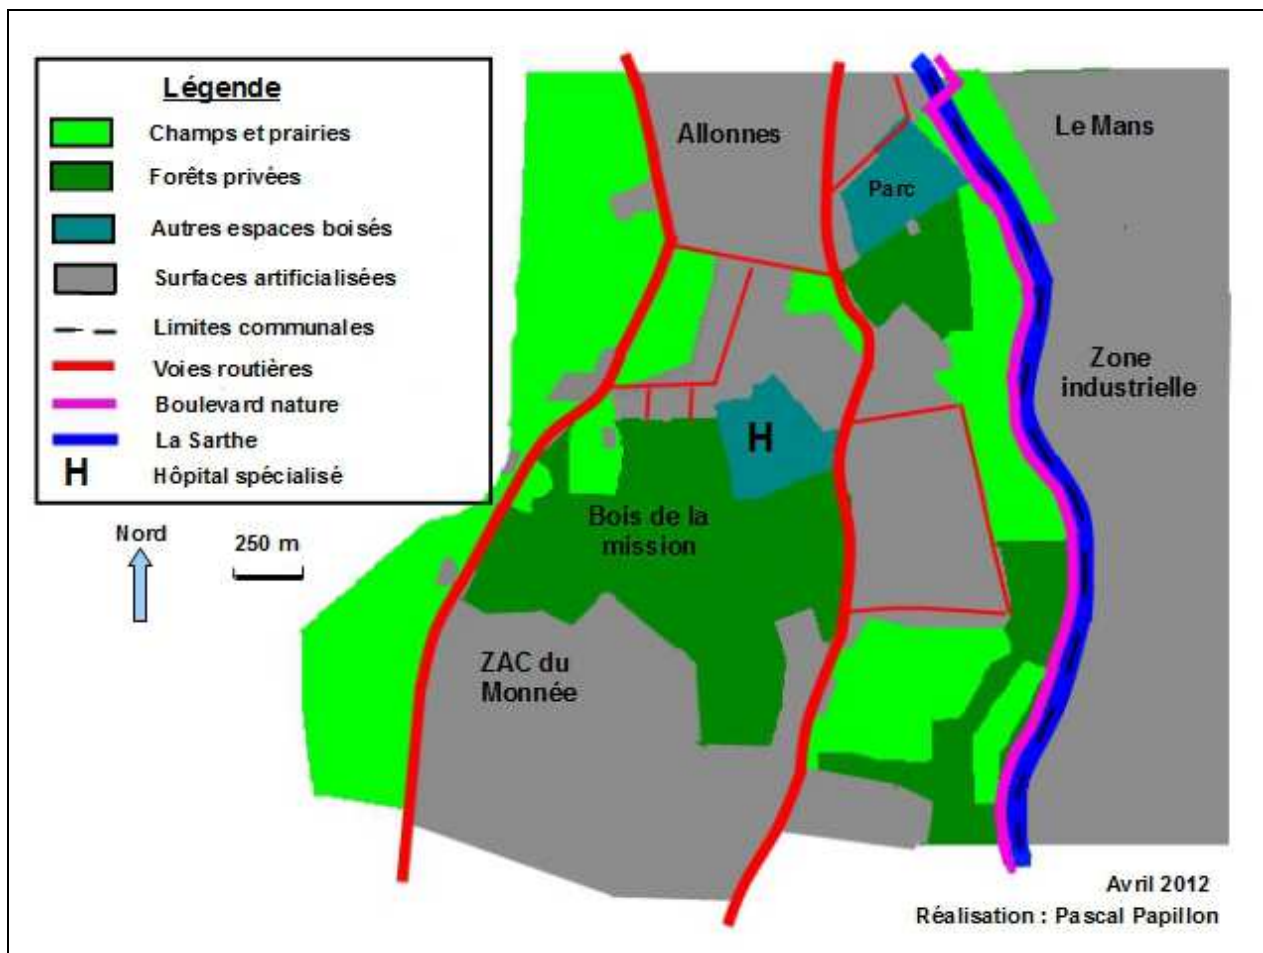 Légende
Champs et prairies
Forêts privées
Autres espaces boisés
Surfaces artificialisées
Limites communales
Voies routières
Boulevard nature
La Sarthe
H
Hôpital spécialisé
Nord
250 m
Allonnes
Le Mans
Parc
Zone
industrielle
H
Bois de la
mission
ZAC du
Monnée
Avril 2012
Réalisation : Pascal Papillon